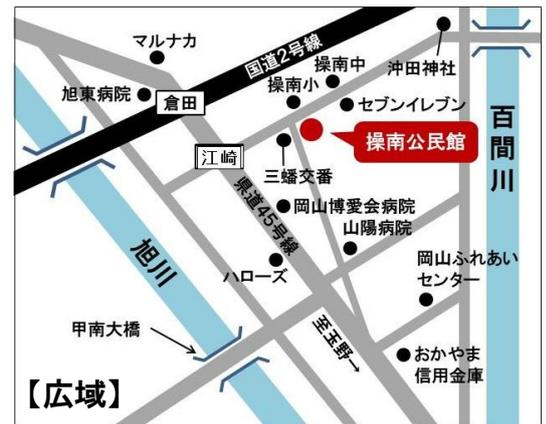 マルナカ
国道2号線
操南中
沖田神社
旭東病院
倉田
操南小
セブンイレブン
百間川
操南公民館
江崎
三蟠交番
県道45号線
岡山博愛会病院
山陽病院
旭川
ハローズ
岡山ふれあい
センター
甲南大橋
至玉野→
おかやま
信用金庫
【広域】